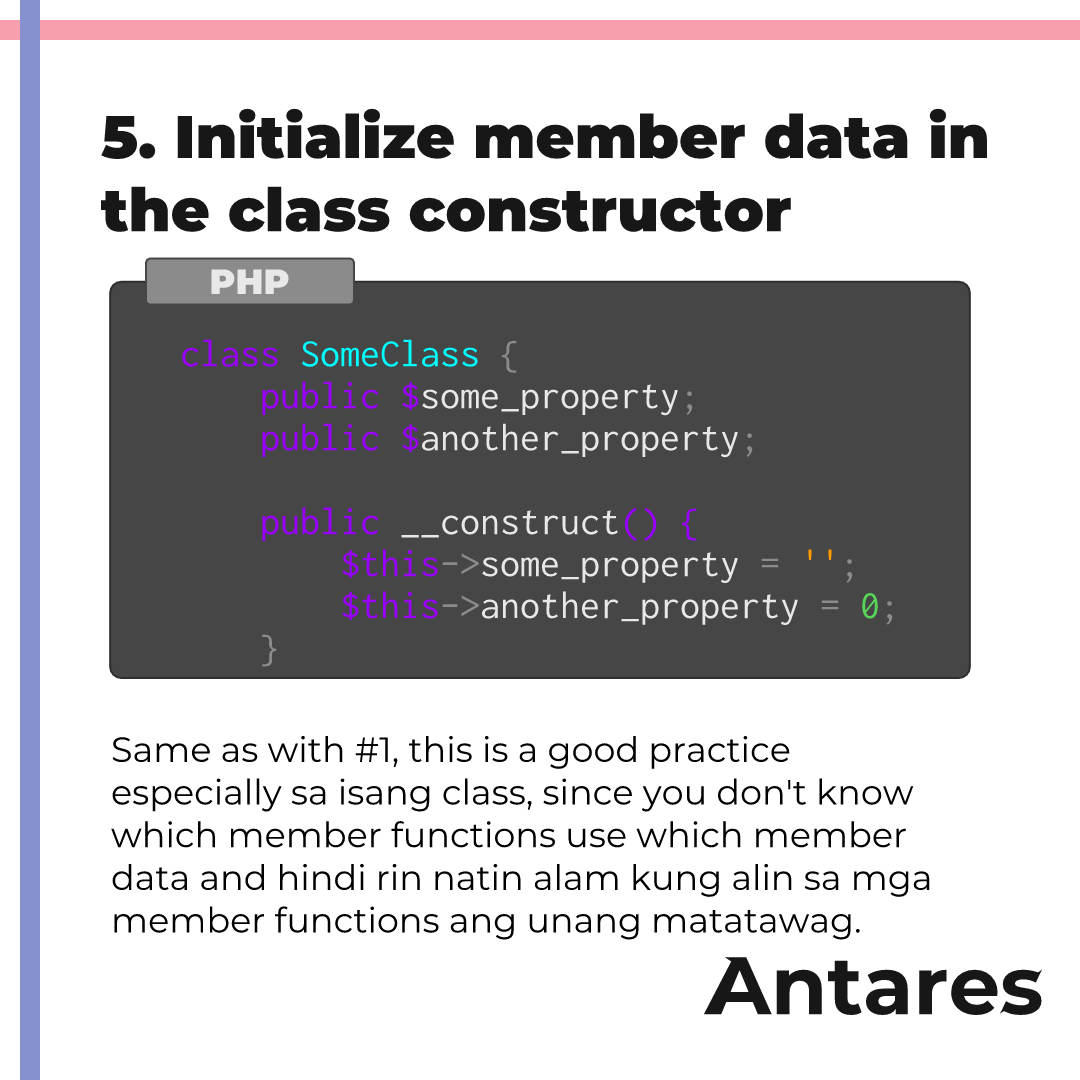 5. Initialize member data in
the class constructor
PHP
class SomeClass {
    public $some_property;
    public $another_property;

    public __construct() {
        $this->some_property = '';
        $this->another_property = 0;
    }
Same as with #1, this is a good practice
especially sa isang class, since you don't know
which member functions use which member
data and hindi rin natin alam kung alin sa mga
member functions ang unang matatawag.
Antares